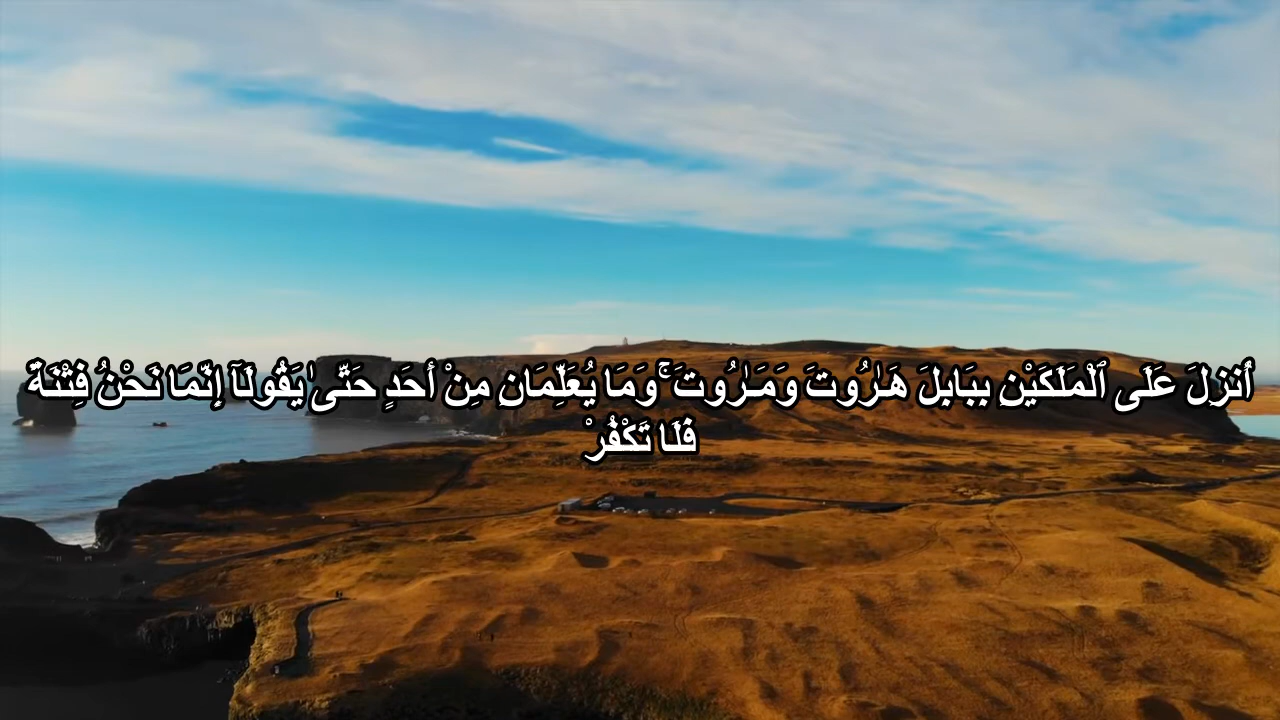 أُنزِلَ عَلَى ٱلْمَلَكَيْنِ بِبَابِلَ هَـٰرُوتَ وَمَـٰرُوتَ ۚ وَمَا يُعَلِّمَانِ مِنْ أَحَدٍ حَتَّىٰ يَقُولَآ إِنَّمَا نَحْنُ فِتْنَةٌ
فَلَا تَكْفُرْ